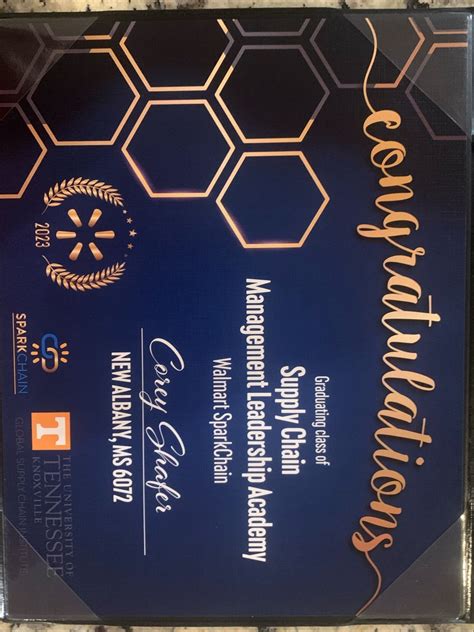 congratulations
Graduating class of
Supply Chain
Management Leadership Academy
Walmart SparkChain
Corey Shafer
NEW ALBANY, MS 6072
2023
SPARKCHAIN
T
THE UNIVERSITY OF
TENNESSEE
KNOXVILLE
GLOBAL SUPPLY CHAIN INSTITUTE